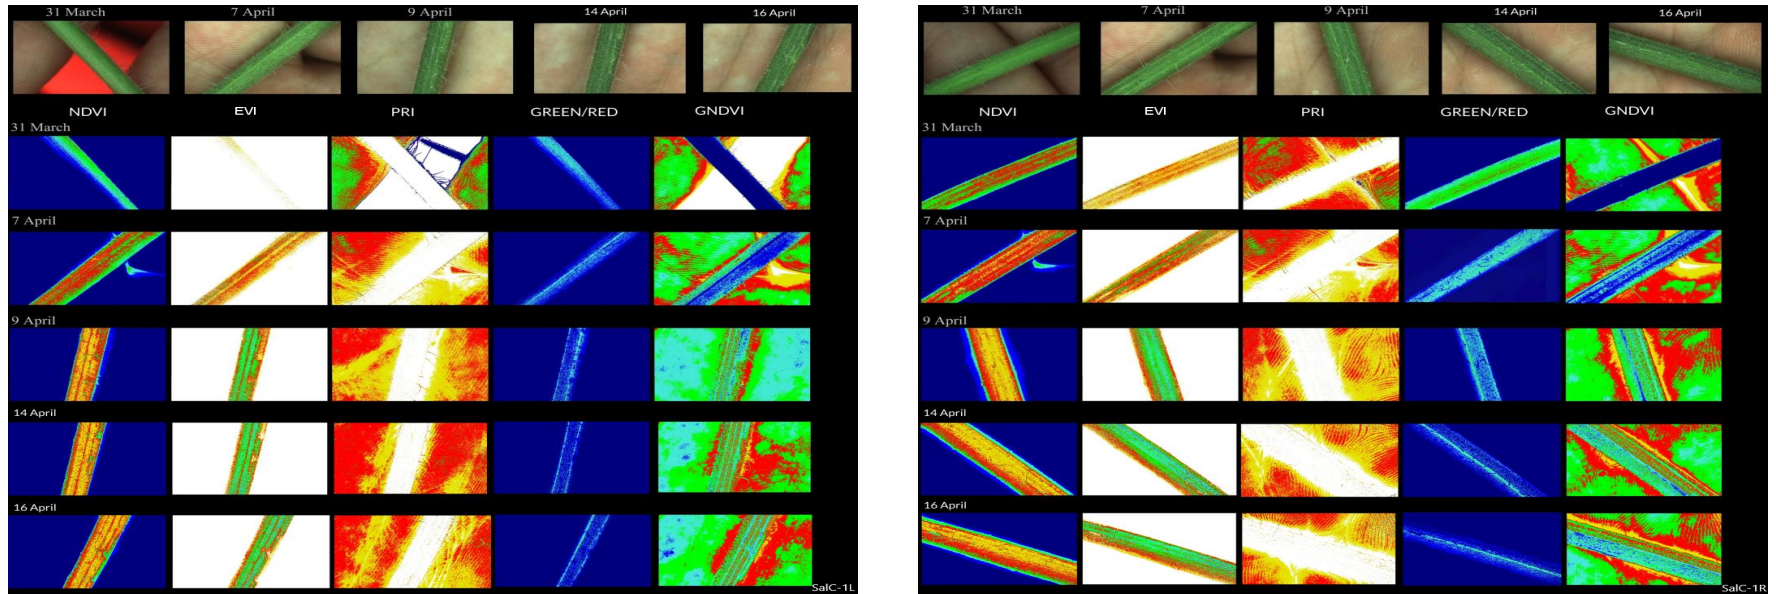 31 March 7 April 9 April 14 April 16 April
NDVI EVI PRI GREEN/RED GNDVI
31 March
7 April
9 April
14 April
16 April
SalC-1L
31 March 7 April 9 April 14 April 16 April
NDVI EVI PRI GREEN/RED GNDVI
31 March
7 April
9 April
14 April
16 April
SalC-1R